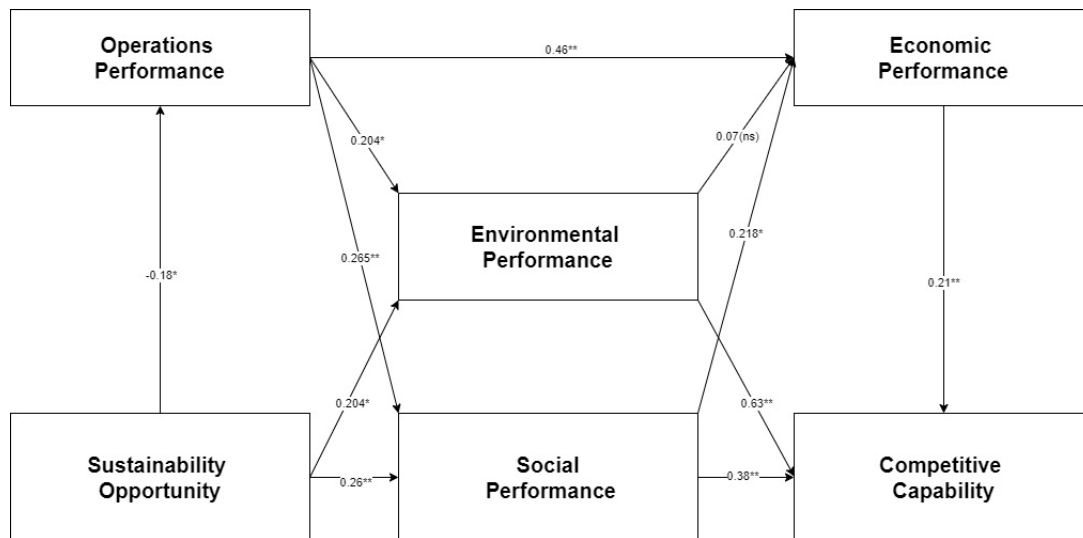 Operations
Performance
Economic
Performance
0.46**
0.204*
0.07(ns)
Environmental
Performance
0.265**
0.218*
-0.18*
0.21**
0.204*
0.63**
Sustainability
Opportunity
0.26**
Social
Performance
0.38**
Competitive
Capability